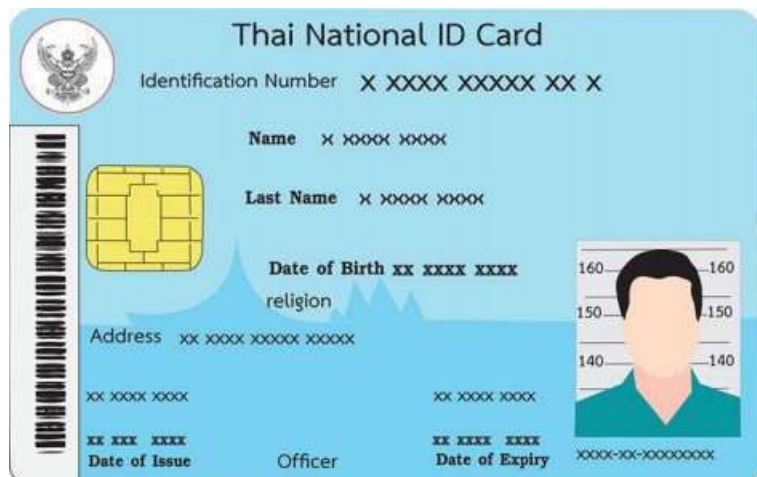 Thai National ID Card
Identification Number X XXXX XXXXX XX X
Name X XXXX XXXX
Last Name X XXXX XXXX
Date of Birth xx xxxx xxxx
religion
160 160
150 150
Address xx xxxx xxxxx xxxxx
140 140
xx xxxx xxxx xx xxxx xxxx
xx xxx xxxx xx xxxx xxxx
Date of Issue Officer Date of Expiry xxxx-xx-xxxxxxxx